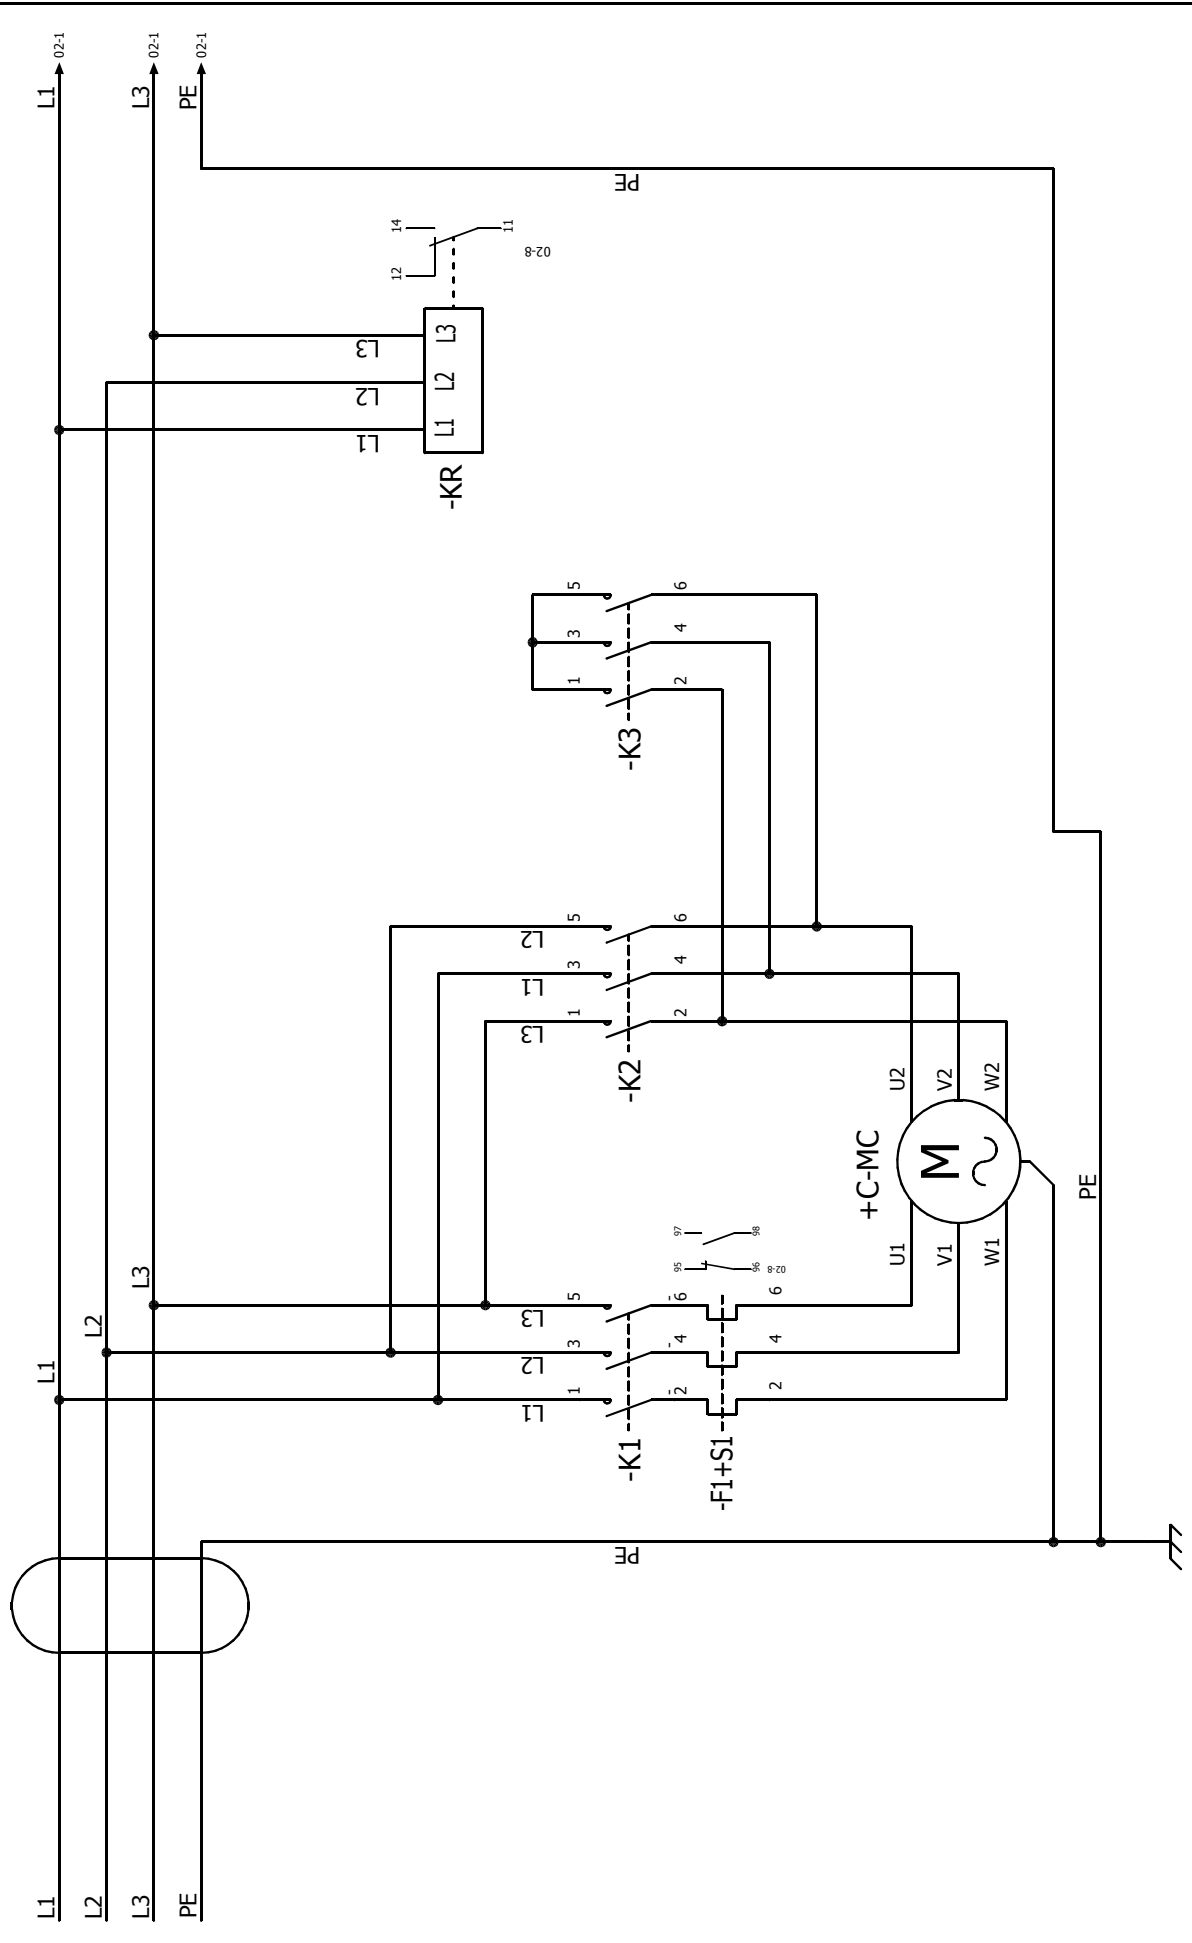 L1 L1 L1 02-1
L2 L2
L3 L3 L3 02-1
PE PE 02-1
L1 L2 L3
12 14
-KR L1 L2 L3
11
02-8
L1 L2 L3 L3 L1 L2
1 3 5 1 3 5 1 3 5
PE -K1 -K2 -K3 PE
2 4 6 95 97 2 4 6 2 4 6
-F1+S1
96 98
2 4 6 02-8
+C-MC
U1 U2
V1 M V2
W1 W2
PE